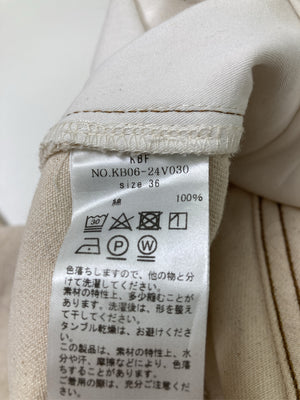 KBF
NO.KB06-24V030
size 36
綿 100%
30
P W
色落ちしますので、他の物と分
けて洗濯してください。
素材の特性上、多少縮むことが
あります。洗濯後は、形を整え
て干してください。
タンブル乾燥は、お避けくださ
い。
この製品は、素材の特性上、水
分や汗、摩擦などにより、色落
ちすることがあります。
ご着用の際は、充分ご注意くだ